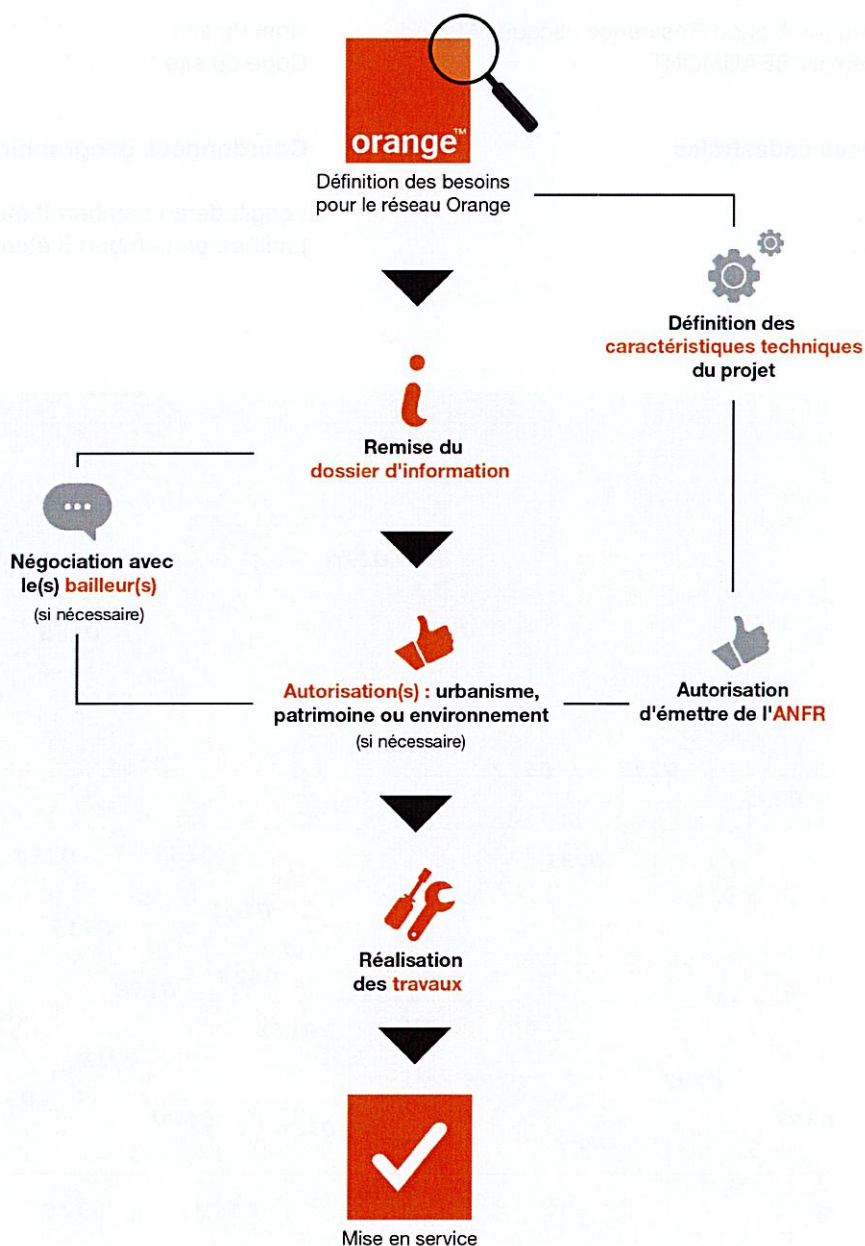 orange™
Définition des besoins
pour le réseau Orange
Définition des
caractéristiques techniques
du projet
Remise du
dossier d'information
Négociation avec
le(s) bailleur(s)
(si nécessaire)
Autorisation(s) : urbanisme,
patrimoine ou environnement
(si nécessaire)
Autorisation
d'émettre de l'ANFR
Réalisation
des travaux
Mise en service